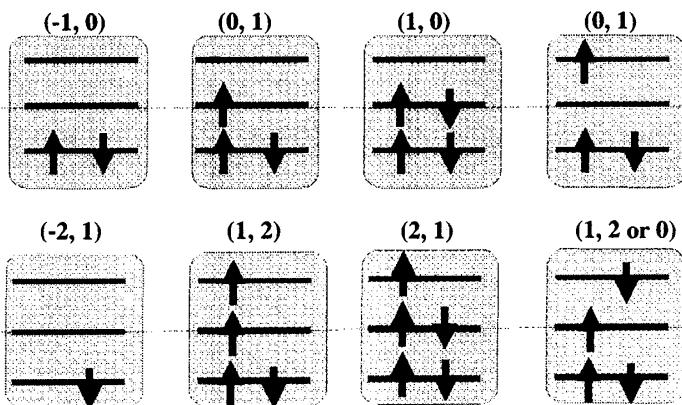 (-1, 0) (0, 1) (1, 0) (0, 1)
(-2, 1) (1, 2) (2, 1) (1, 2 or 0)